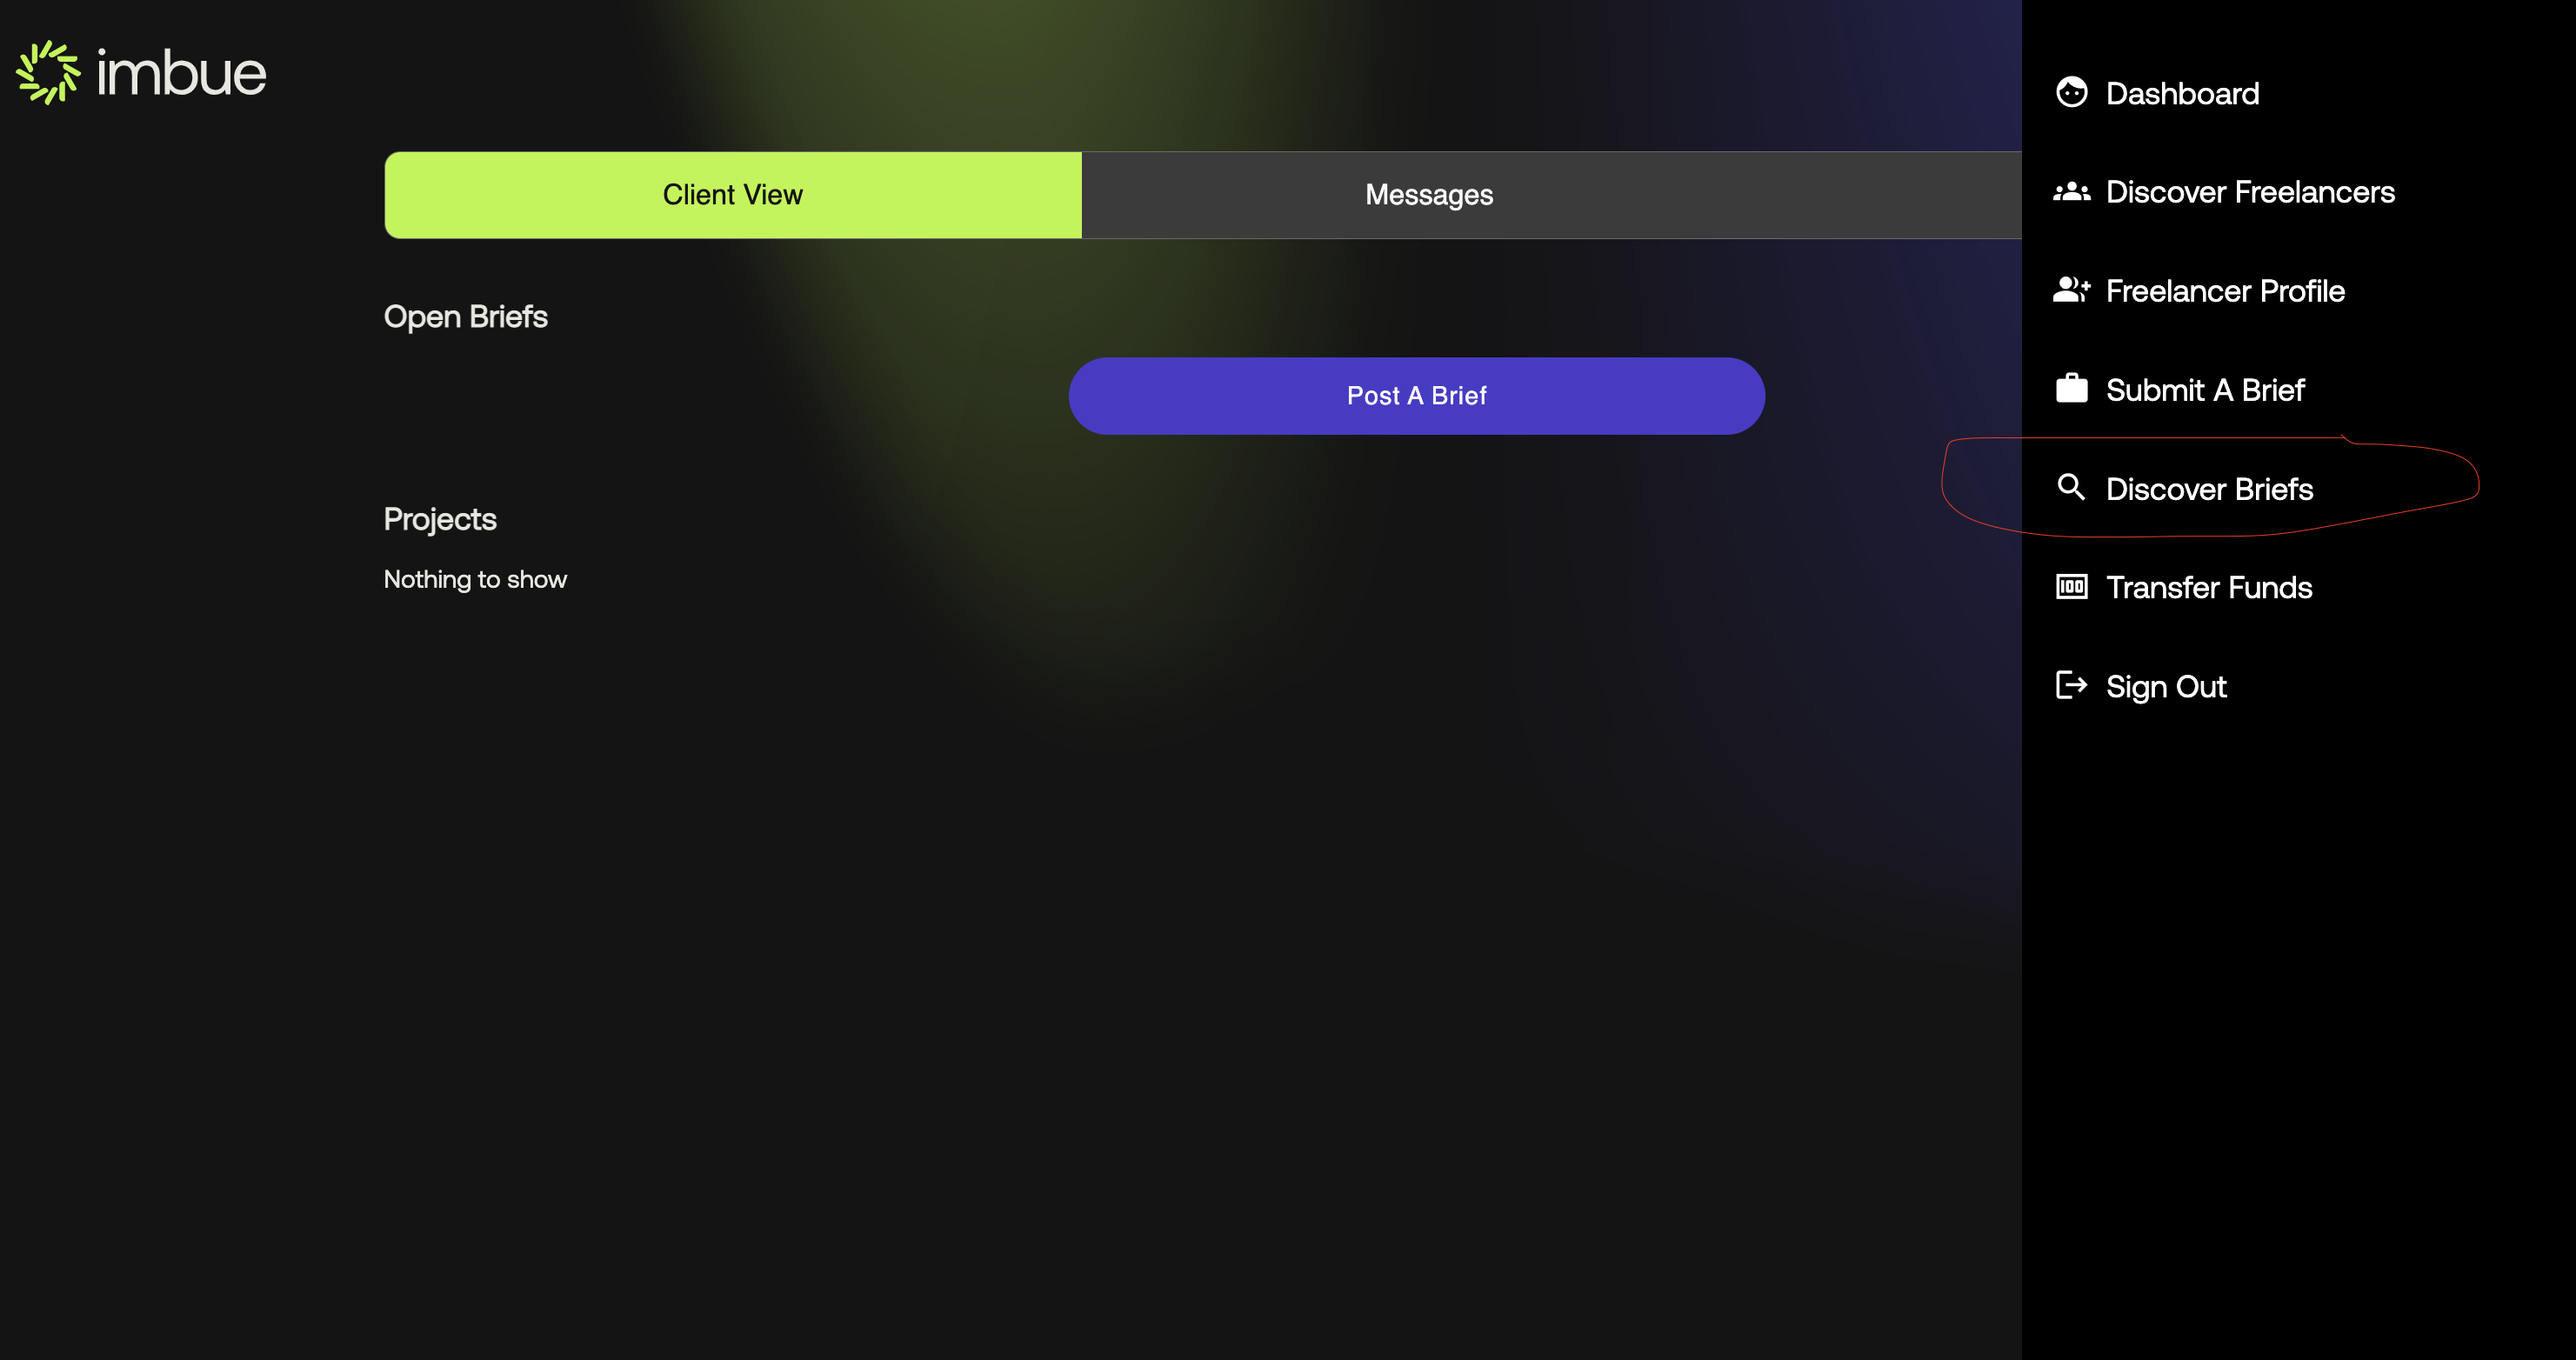 imbue
Client View
Messages
Open Briefs
Post A Brief
Projects
Nothing to show
Dashboard
Discover Freelancers
Freelancer Profile
Submit A Brief
Discover Briefs
Transfer Funds
Sign Out